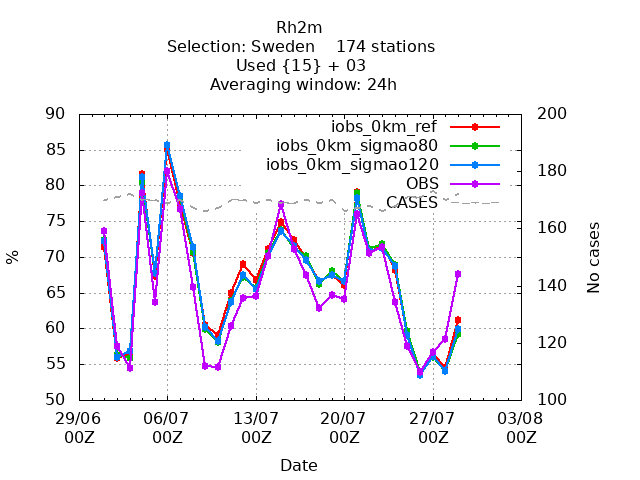 Rh2m
Selection: Sweden    174 stations
Used {15} + 03
Averaging window: 24h
90 200
iobs_0km_ref
iobs_0km_sigmao80
85
iobs_0km_sigmao120
180
OBS
80
CASES
75
160
70
%
No cases
65
140
60
120
55
50 100
29/06 06/07 13/07 20/07 27/07 03/08
00Z 00Z 00Z 00Z 00Z 00Z
Date